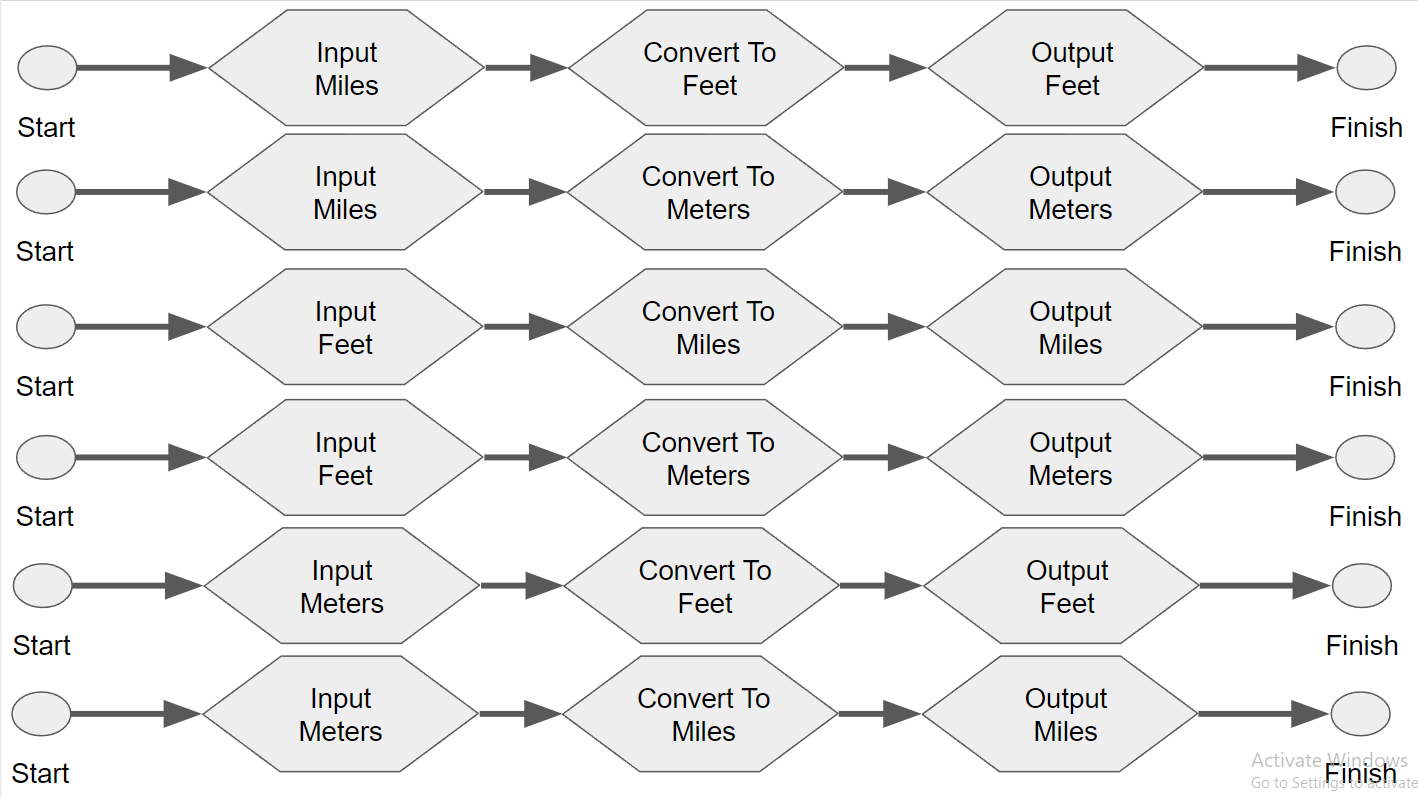 Input
Miles
Convert To
Feet
Output
Feet
Start
Finish
Input
Miles
Convert To
Meters
Output
Meters
Start
Finish
Input
Feet
Convert To
Miles
Output
Miles
Start
Finish
Input
Feet
Convert To
Meters
Output
Meters
Start
Finish
Input
Meters
Convert To
Feet
Output
Feet
Start
Finish
Input
Meters
Convert To
Miles
Output
Miles
Start
Finish
Activate Windows
Go to Settings to activate